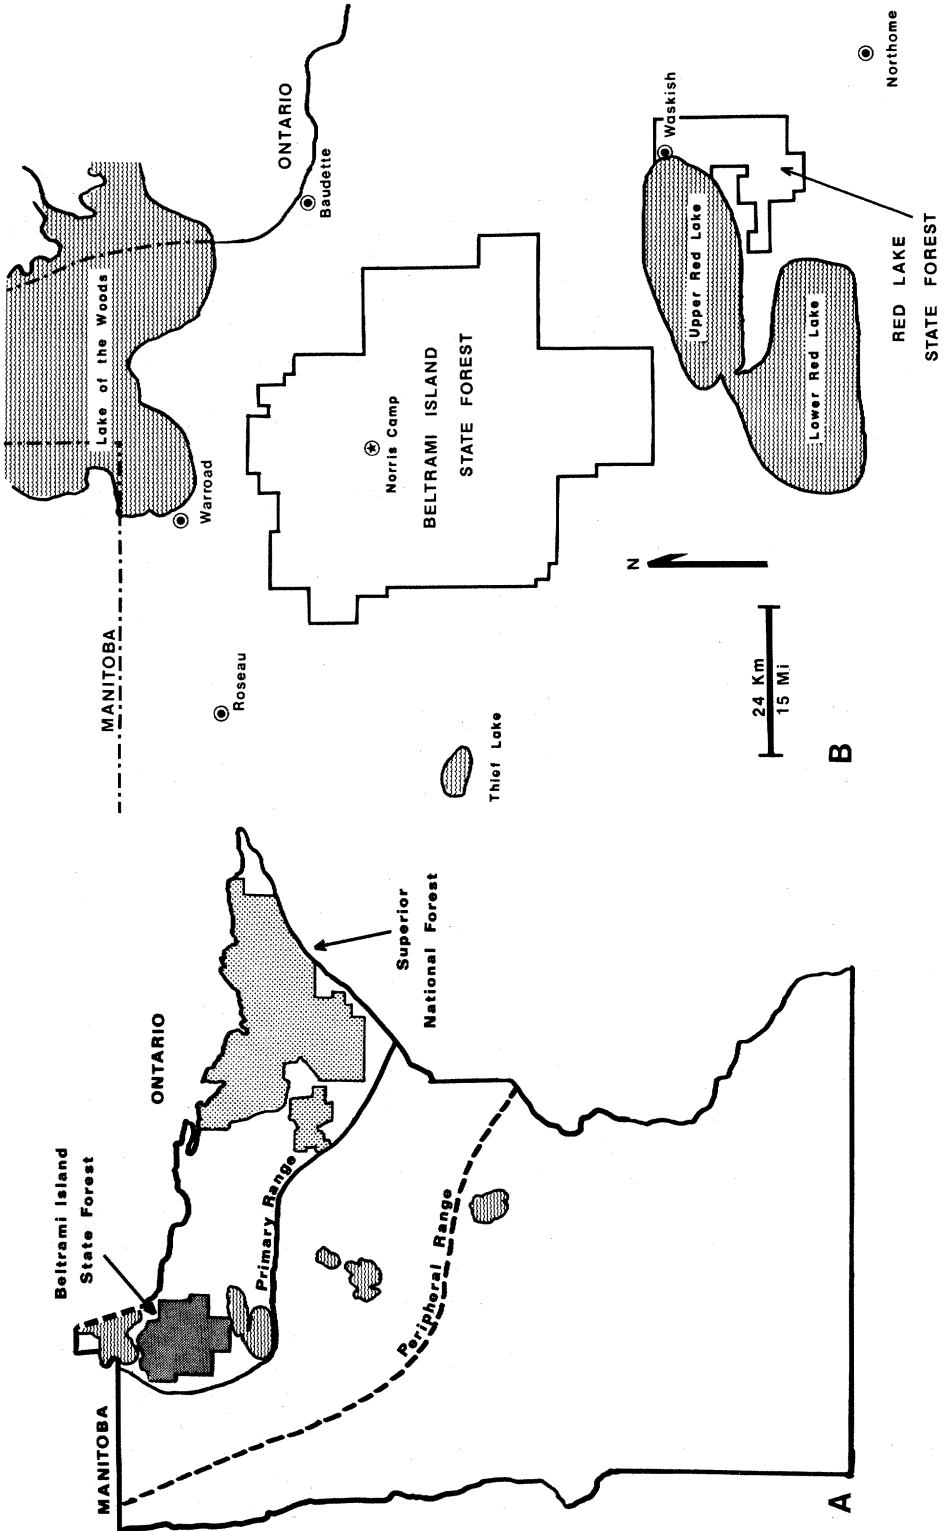 MANITOBA
Beltrami Island
State Forest
ONTARIO
Primary Range
Superior
National Forest
Peripheral Range
A
MANITOBA
Lake of the Woods
ONTARIO
Warroad
Baudette
Roseau
Norris Camp
BELTRAMI ISLAND
STATE FOREST
Thief Lake
N
Waskish
Upper Red Lake
Lower Red Lake
Northome
RED LAKE
STATE FOREST
24 Km
15 Mi
B